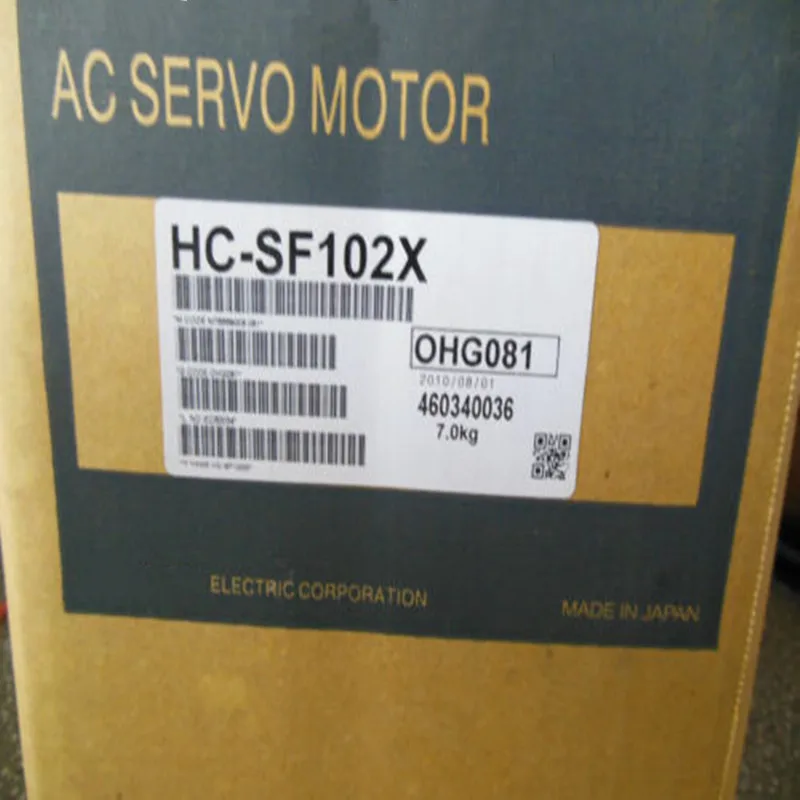 AC SERVO MOTOR
HC-SF102X
OHG081
2010/08/01
460340036
7.0kg
ELECTRIC CORPORATION
MADE IN JAPAN